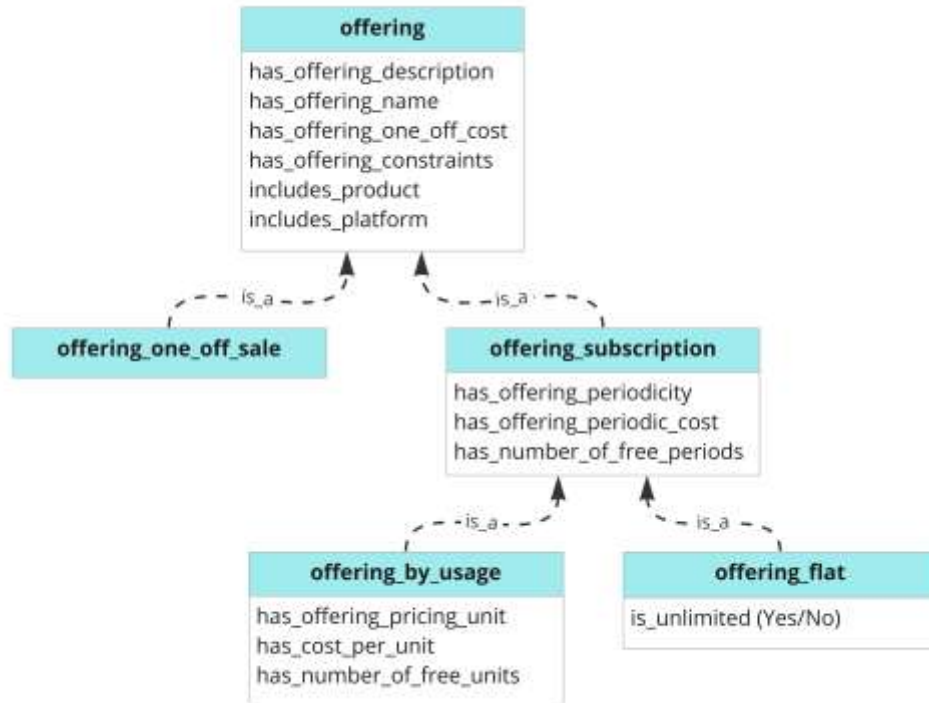 offering
has_offering_description
has_offering_name
has_offering_one_off_cost
has_offering_constraints
includes_product
includes_platform
is_a
is_a
offering_one_off_sale
offering_subscription
has_offering_periodicity
has_offering_periodic_cost
has_number_of_free_periods
is_a
is_a
offering_by_usage
has_offering_pricing_unit
has_cost_per_unit
has_number_of_free_units
offering_flat
is_unlimited (Yes/No)